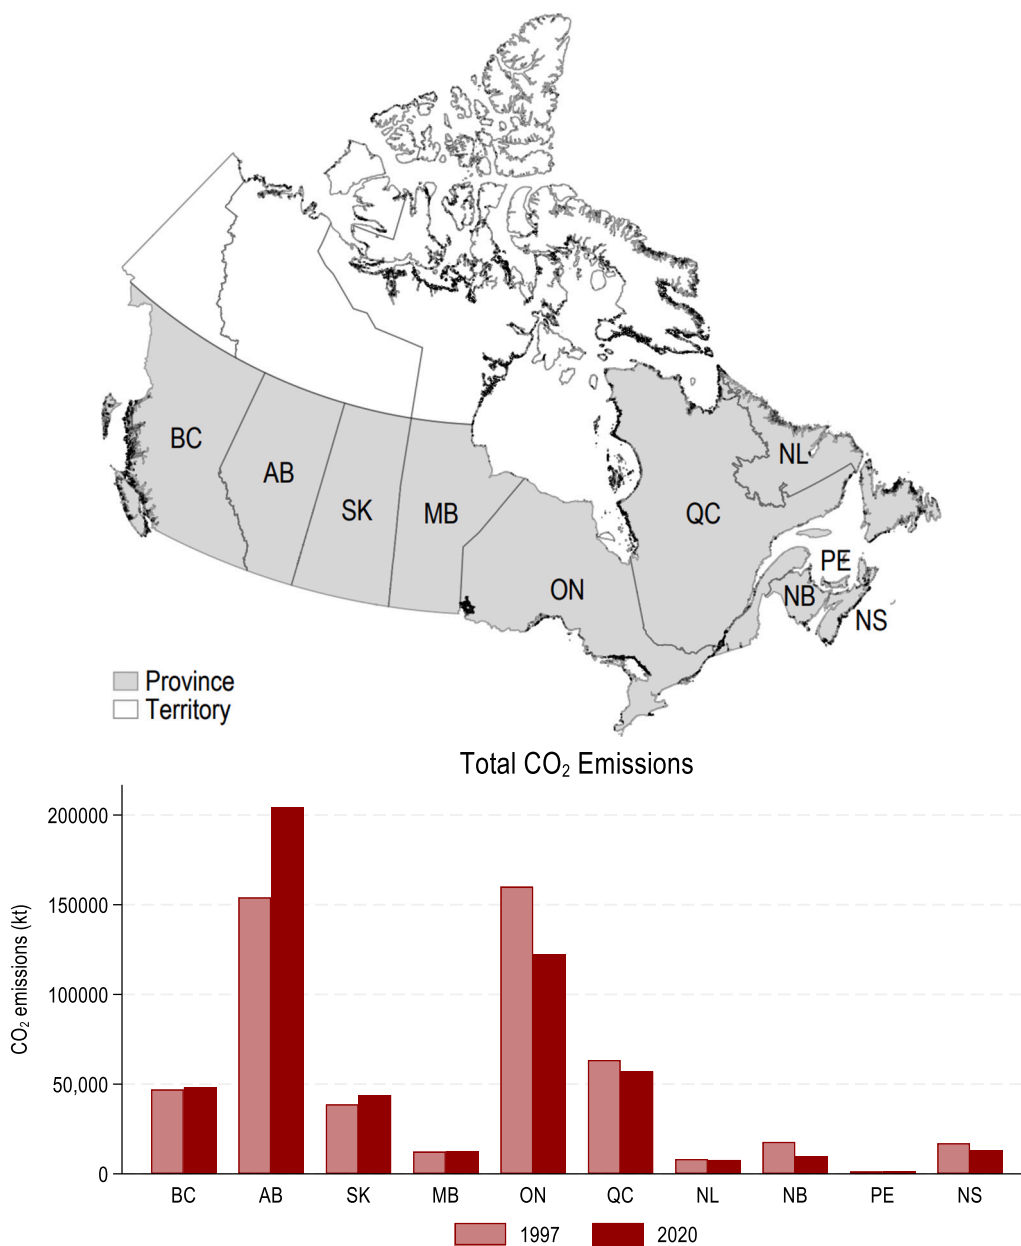 BC
AB
SK
MB
ON
QC
NL
PE
NB
NS
Province
Territory
Total CO₂ Emissions
CO₂ emissions (kt)
200000
150000
100000
50,000
0
BC AB SK MB ON QC NL NB PE NS
1997 2020